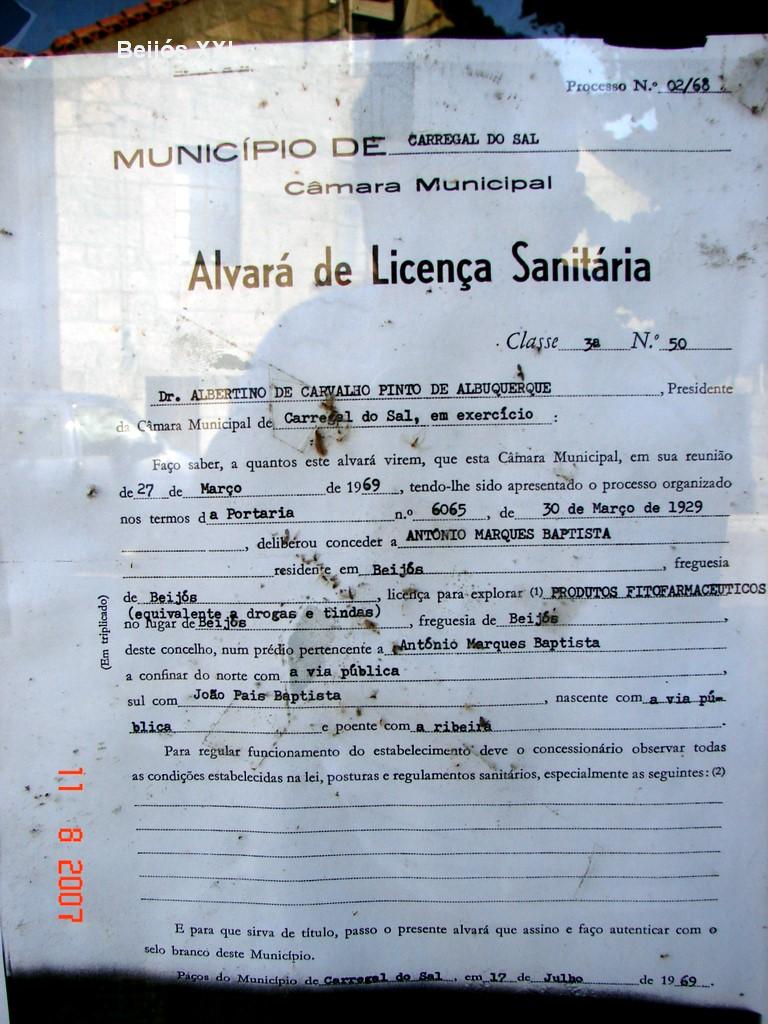 Beijós XXI
Processo N.º 02/68
MUNICÍPIO DE CARREGAL DO SAL
Câmara Municipal
Alvará de Licença Sanitária
Classe 3ª N.º 50
Dr. ALBERTINO DE CARVALHO PINTO DE ALBUQUERQUE, Presidente
da Câmara Municipal de Carregal do Sal, em exercício :
Faço saber, a quantos este alvará virem, que esta Câmara Municipal, em sua reunião
de 27 de Março de 1969, tendo-lhe sido apresentado o processo organizado
nos termos da Portaria n.º 6065, de 30 de Março de 1929
, deliberou conceder a ANTÓNIO MARQUES BAPTISTA
residente em Beijós, freguesia
de Beijós, licença para explorar (1) PRODUTOS FITOFARMACEUTICOS
(equivalente a drogas e tindas)
no lugar de Beijós, freguesia de Beijós,
deste concelho, num prédio pertencente a António Marques Baptista
a confinar do norte com a via pública,
sul com João Pais Baptista, nascente com a via pú-
blica e poente com a ribeira.
Para regular funcionamento do estabelecimento deve o concessionário observar todas
as condições estabelecidas na lei, posturas e regulamentos sanitários, especialmente as seguintes: (2)
E para que sirva de título, passo o presente alvará que assino e faço autenticar com o
selo branco deste Município.
Paços do Município de Carregal do Sal, em 17 de Julho de 1969.
(Em triplicado)
11 8 2007